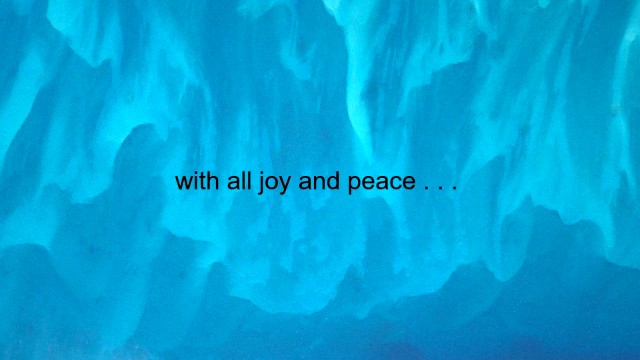 with all joy and peace . . .